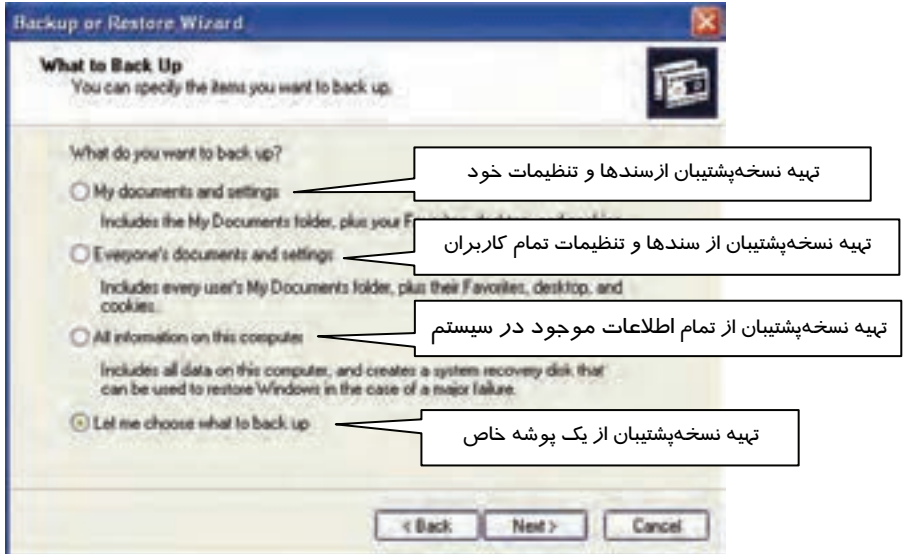 Backup or Restore Wizard
What to Back Up
You can specify the items you want to back up.
What do you want to back up?
My documents and settings
تهیه نسخه‌پشتیبان ازسندها و تنظیمات خود
Includes the My Documents folder, plus your
Everyone's documents and settings
تهیه نسخه‌پشتیبان از سندها و تنظیمات تمام کاربران
Includes every user's My Documents folder, plus their Favorites, desktop, and
cookies.
All information on this computer
تهیه نسخه‌پشتیبان از تمام اطلاعات موجود در سیستم
Includes all data on this computer, and creates a system recovery disk that
can be used to restore Windows in the case of a major failure.
Let me choose what to back up
تهیه نسخه‌پشتیبان از یک پوشه خاص
< Back Next > Cancel